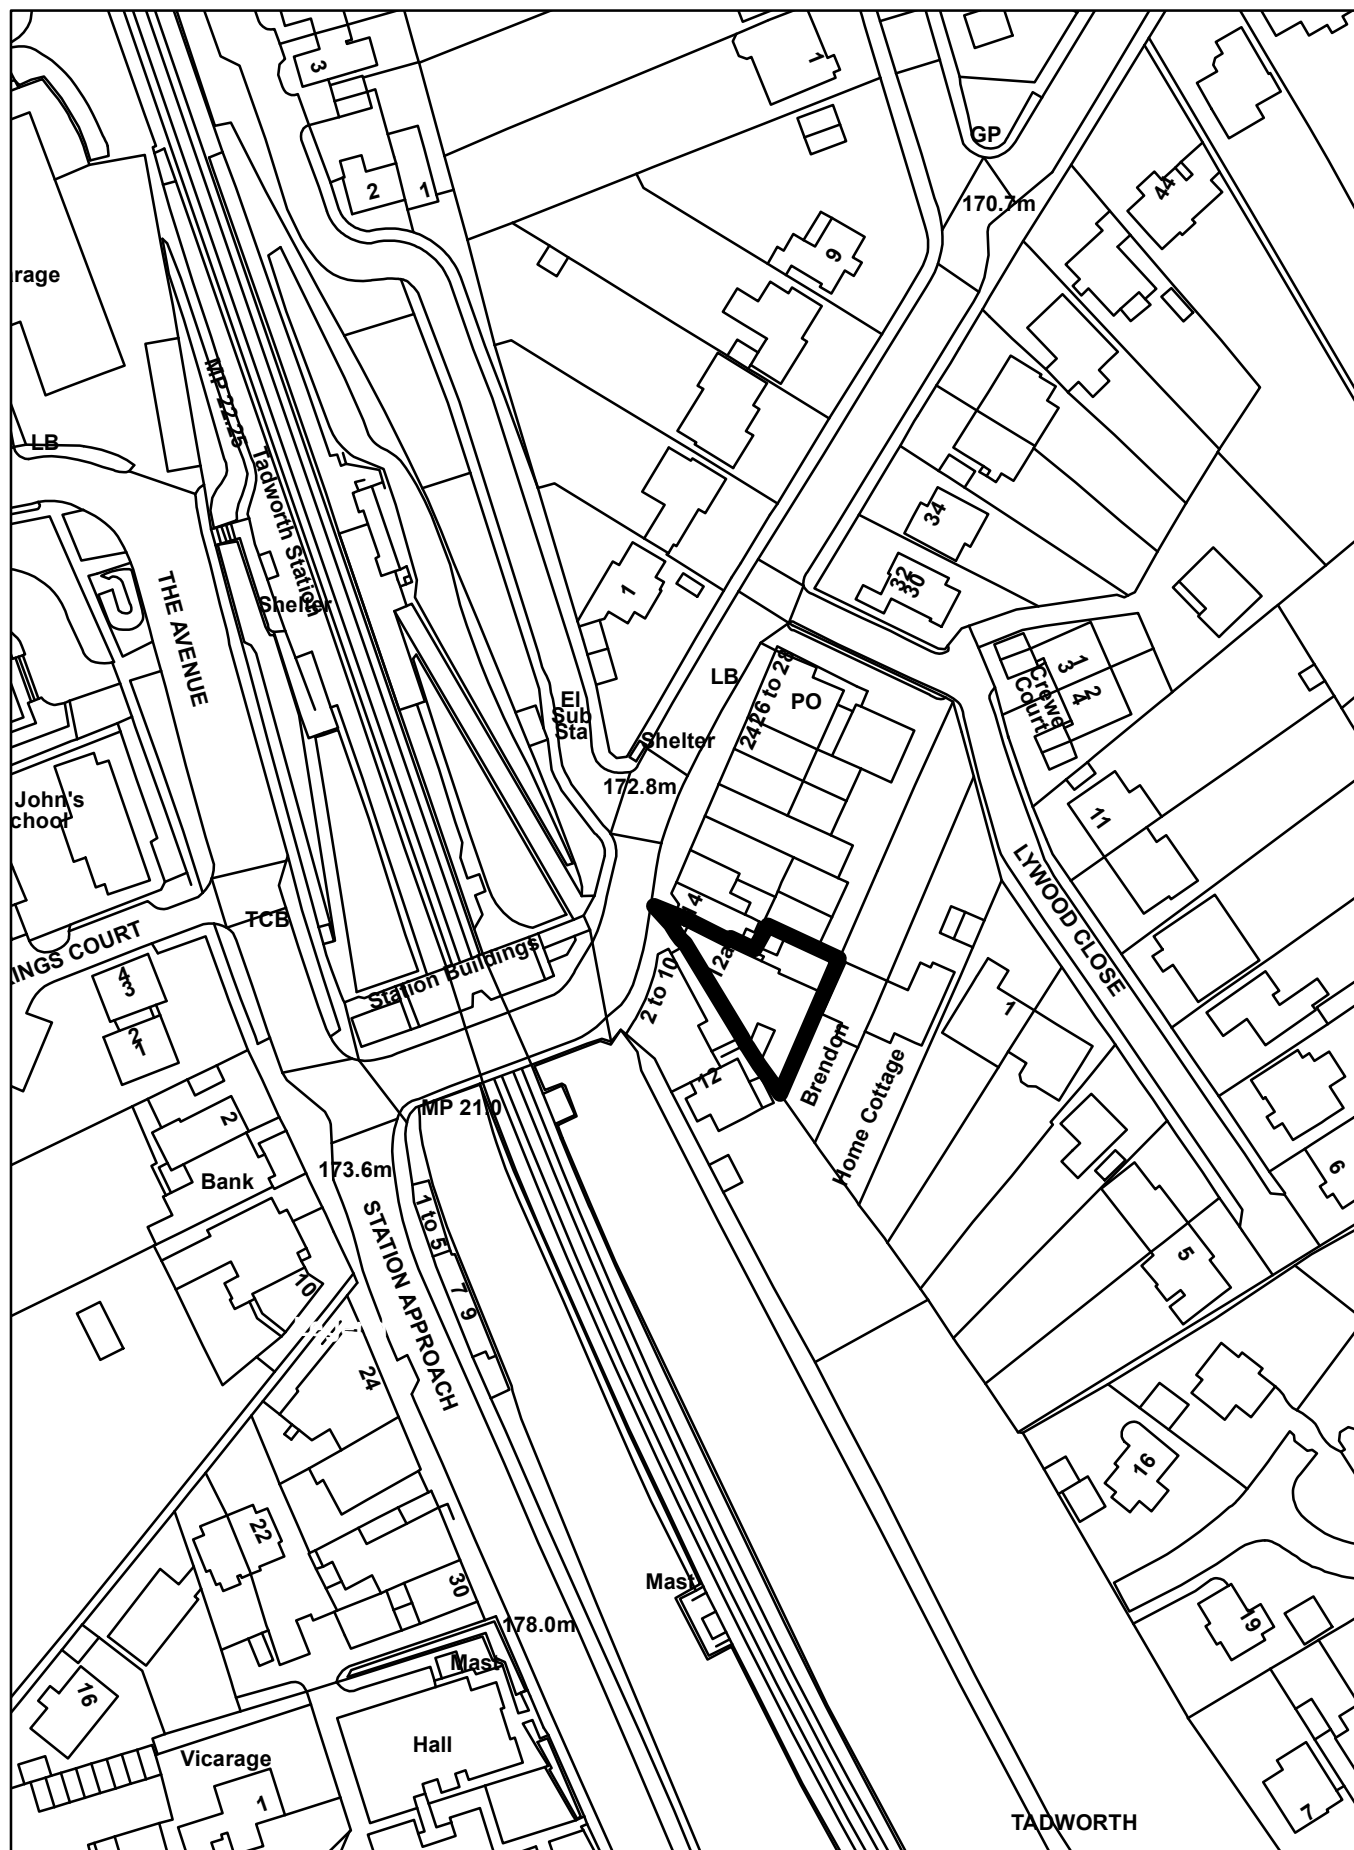 3
1
GP
170.7m
2
1
44
9
arage
MP 22.25
LB
Tadworth Station
34
32
30
THE AVENUE
Shelter
1
LB
1
3
2
4
Crewe
Court
El
Sub
Sta
26 to 28
24
PO
Shelter
172.8m
John's
chool
11
LYWOOD CLOSE
TCB
14
INGS COURT
Station Buildings
12a
2 to 10
4
3
2
1
1
Brendon
Home Cottage
12
MP 21.0
2
173.6m
Bank
6
1 to 5
STATION APPROACH
7
9
5
10
24
16
22
30
Mast
178.0m
19
Mast
16
Hall
Vicarage
1
7
TADWORTH